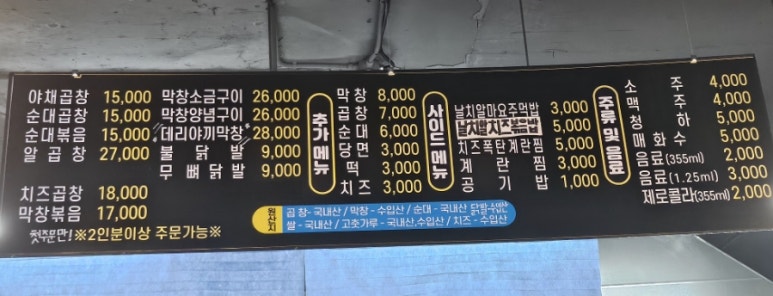 야채곱창 15,000
순대곱창 15,000
순대볶음 15,000
알곱창 27,000
치즈곱창 18,000
막창볶음 17,000
첫주문만! ※2인분이상 주문가능※
막창소금구이 26,000
막창양념구이 26,000
데리야끼막창 28,000
불닭발 9,000
무뼈닭발 9,000
추가메뉴
막창 8,000
곱창 7,000
순대 6,000
당면 3,000
떡 3,000
치즈 3,000
사이드메뉴
날치알마요주먹밥 3,000
날치알치즈볶음밥 5,000
치즈폭탄계란찜 5,000
계란찜 3,000
공기밥 1,000
주류 및 음료
소주 4,000
맥주 4,000
청하 5,000
매화수 5,000
음료(355ml) 2,000
음료(1.25ml) 3,000
제로콜라(355ml) 2,000
원산지
곱창- 국내산 / 막창 - 수입산 / 순대 - 국내산 닭발수입산
쌀 - 국내산 / 고춧가루 - 국내산,수입산 / 치즈 - 수입산